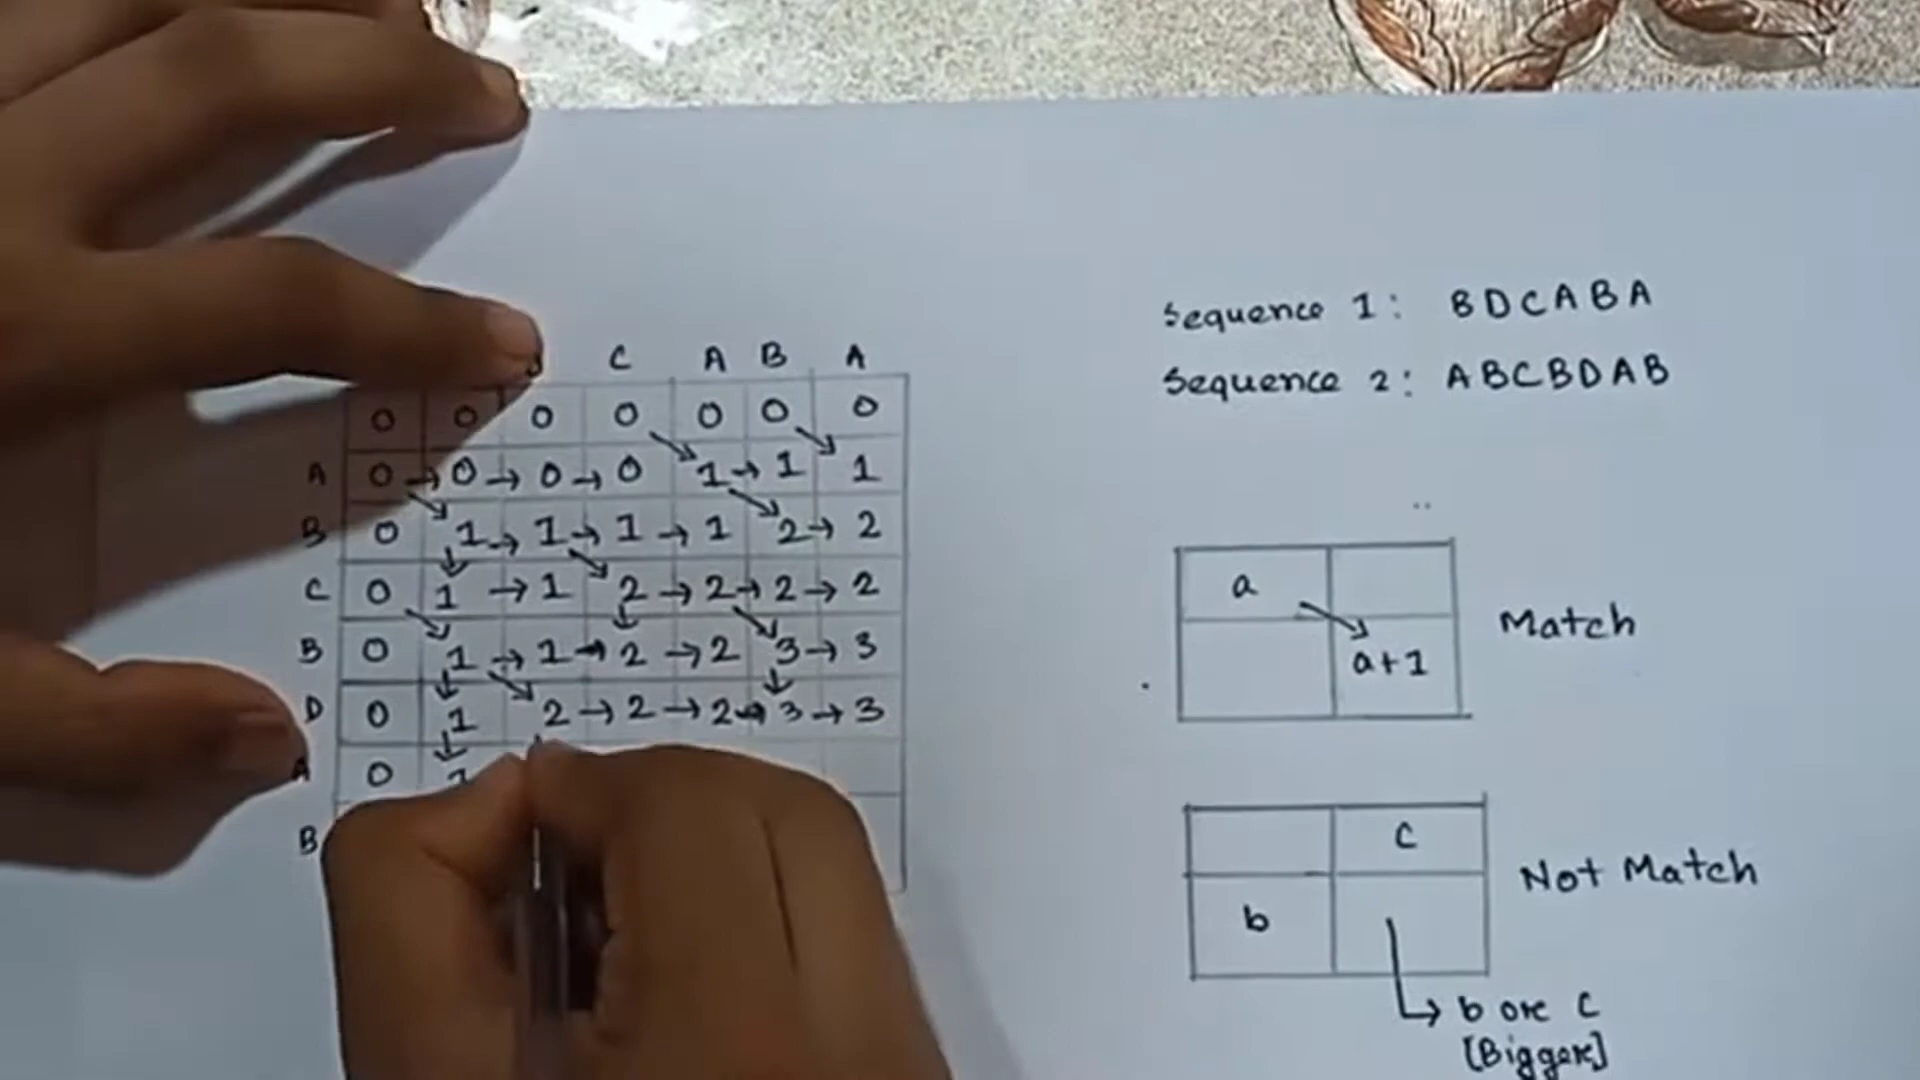 Sequence 1: BDCABA
Sequence 2: ABCBDAB
C A B A
0 0 0 0 0 0 0
A 0 → 0 → 0 → 0 1 → 1 1
B 0 1 → 1 → 1 → 1 2 → 2
C 0 1 → 1 2 → 2 → 2 → 2
B 0 1 → 1 → 2 → 2 3 → 3
D 0 1 2 → 2 → 2 → 3 → 3
A 0 1
B
a
a+1
Match
c
b
Not Match
b or c
[Bigger]